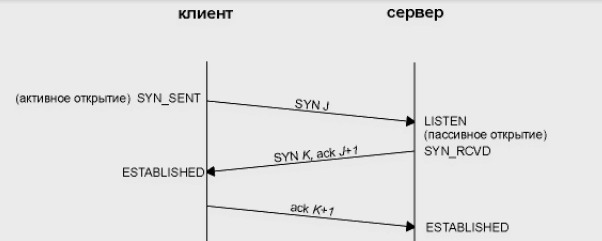 клиент
сервер
(активное открытие) SYN_SENT
SYN J
LISTEN
(пассивное открытие)
SYN_RCVD
SYN K, ack J+1
ESTABLISHED
ack K+1
ESTABLISHED